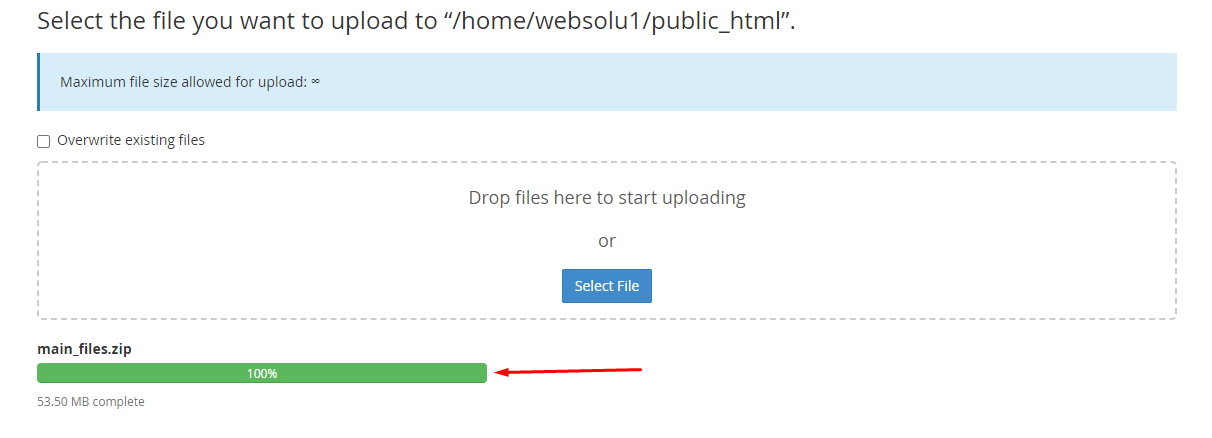 Select the file you want to upload to “/home/websolu1/public_html”.
Maximum file size allowed for upload: ∞
Overwrite existing files
Drop files here to start uploading
or
Select File
main_files.zip
100%
53.50 MB complete